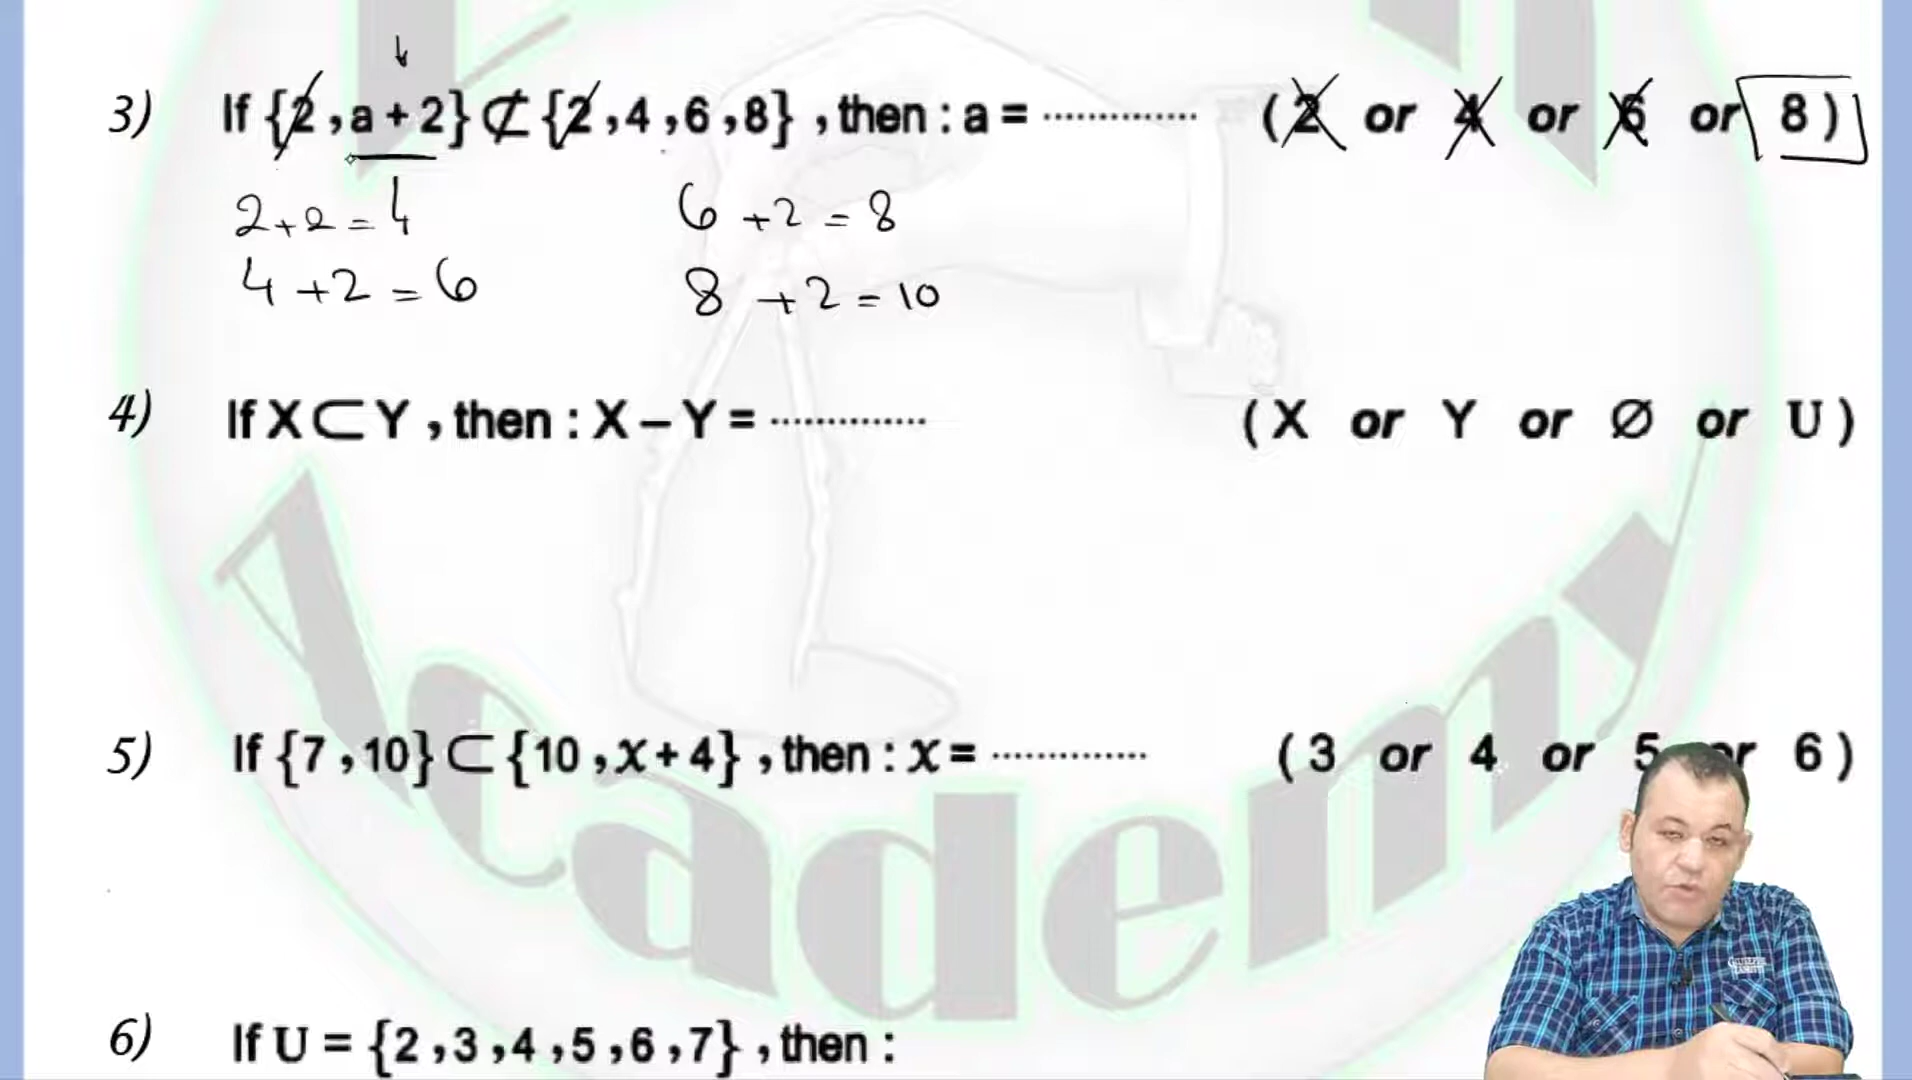 3) If {2 , a + 2} ⊄ {2 , 4 , 6 , 8} , then : a = .............. ( 2 or 4 or 6 or 8 )
2 + 2 = 4 6 + 2 = 8
4 + 2 = 6 8 + 2 = 10
4) If X ⊂ Y , then : X – Y = .............. ( X or Y or Ø or U )
5) If {7 , 10} ⊂ {10 , x + 4} , then : x = .............. ( 3 or 4 or 5 or 6 )
6) If U = {2 , 3 , 4 , 5 , 6 , 7} , then :
Academy